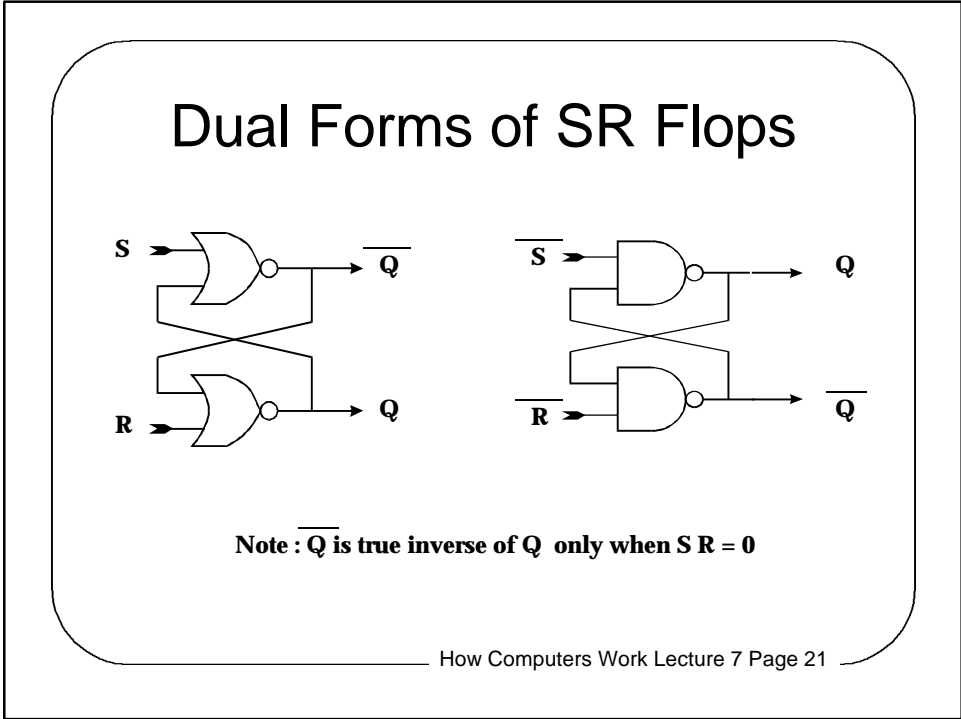 Dual Forms of SR Flops
S Q̅ S̅ Q
R Q R̅ Q̅
Note : Q̅ is true inverse of Q only when S R = 0
How Computers Work Lecture 7 Page 21